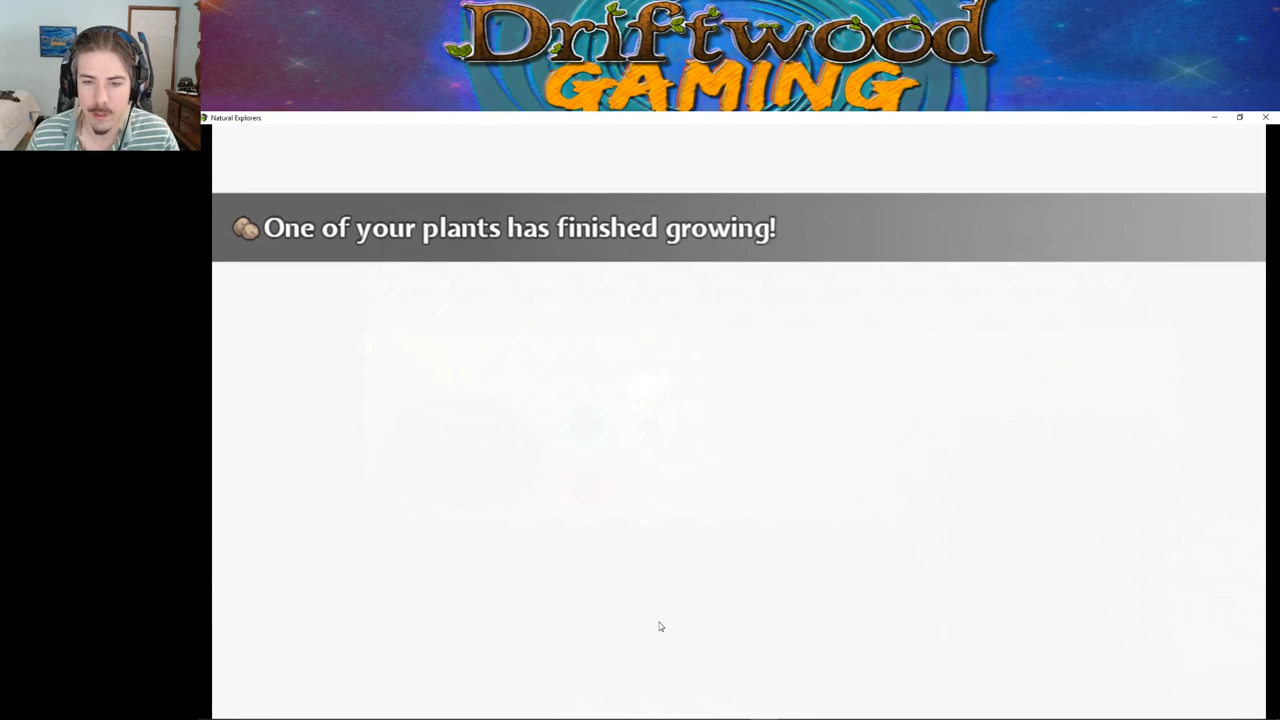 Driftwood
GAMING
Natural Explorers
One of your plants has finished growing!